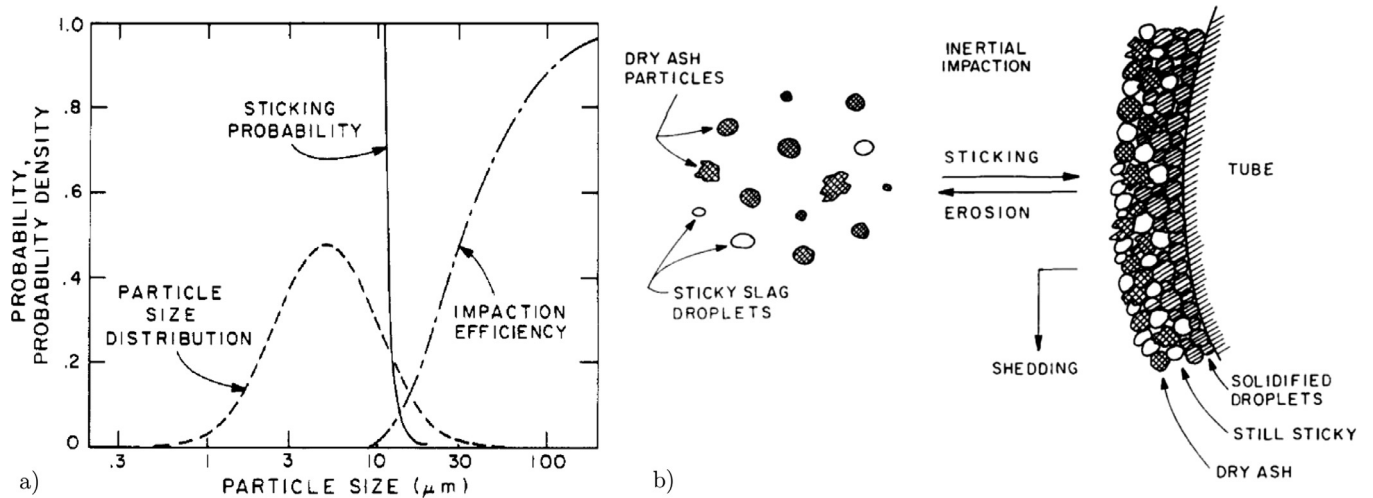 PROBABILITY,
PROBABILITY DENSITY
1.0
.8
.6
.4
.2
0
STICKING
PROBABILITY
PARTICLE
SIZE
DISTRIBUTION
IMPACTION
EFFICIENCY
.3
1
3
10
30
100
PARTICLE SIZE (μm)
a)
DRY ASH
PARTICLES
STICKY SLAG
DROPLETS
INERTIAL
IMPACTION
STICKING
EROSION
SHEDDING
TUBE
SOLIDIFIED
DROPLETS
STILL STICKY
DRY ASH
b)